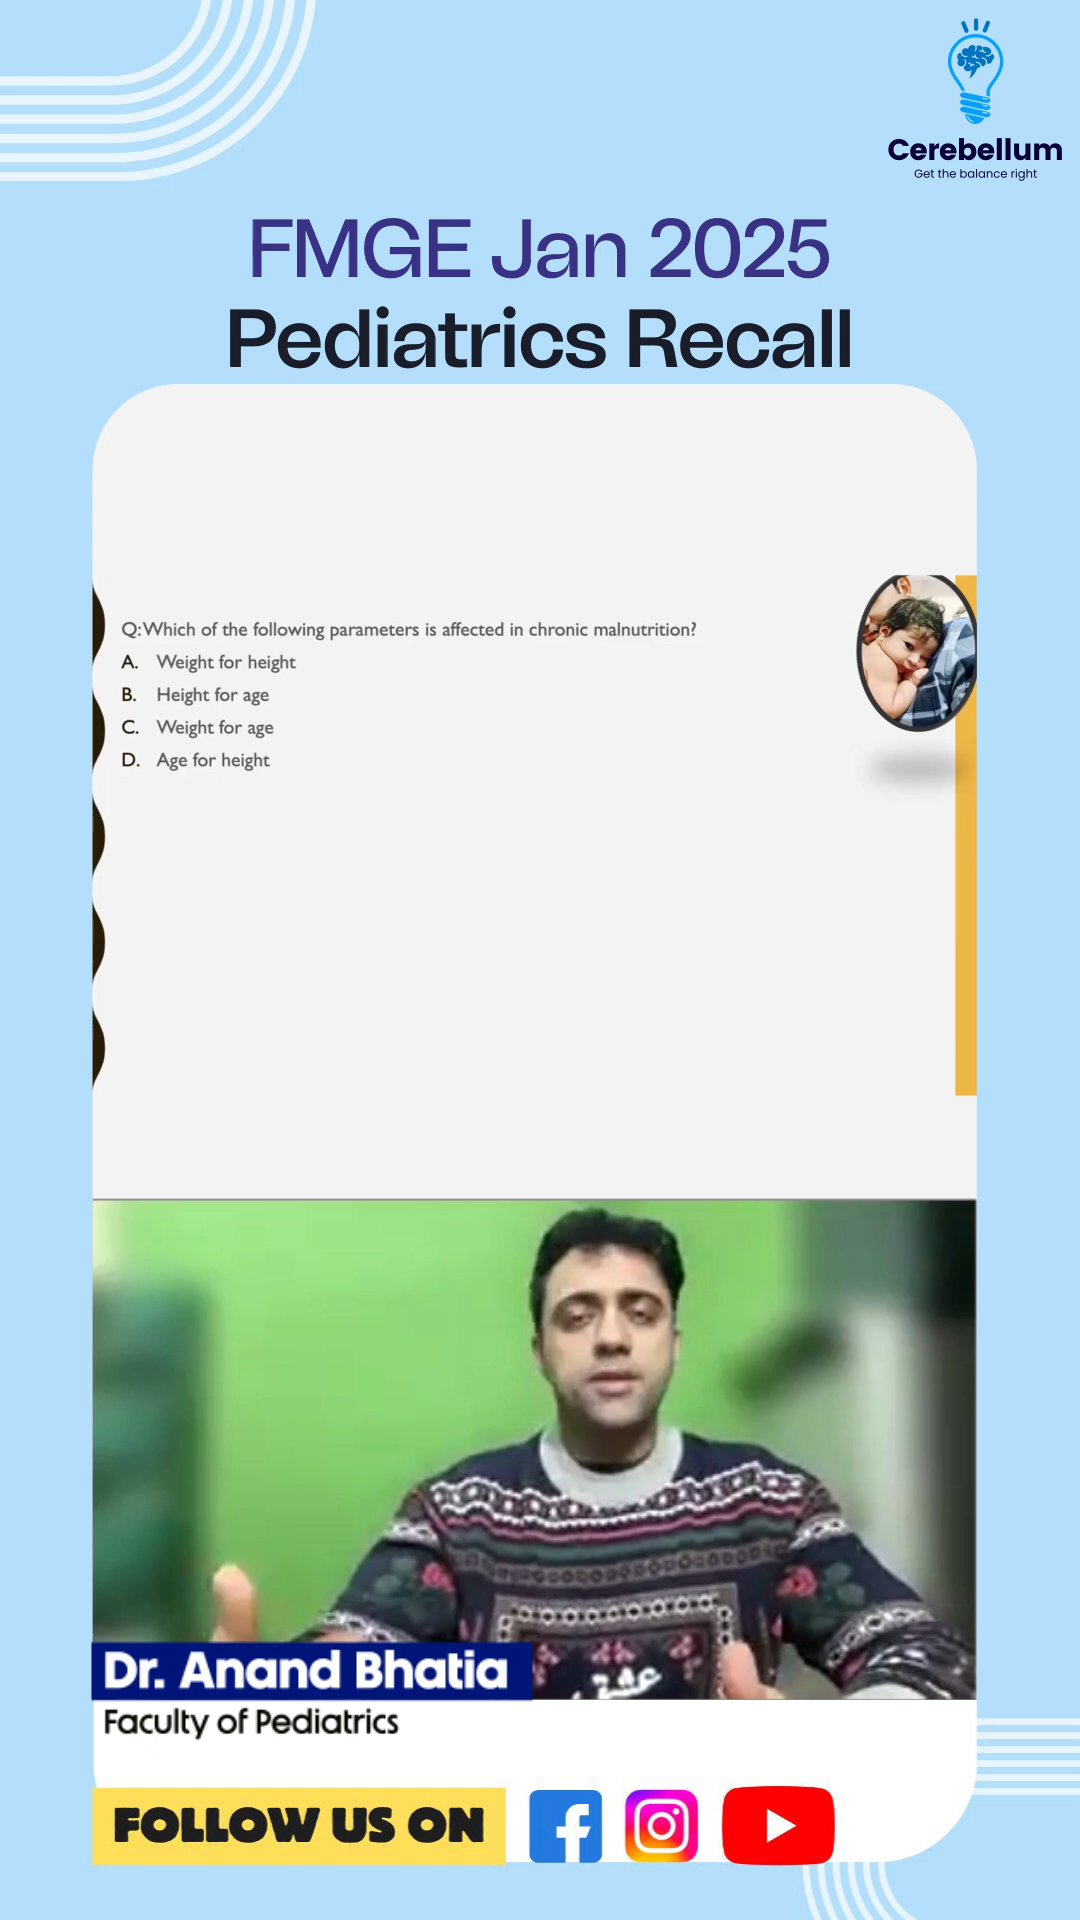 Cerebellum
Get the balance right
FMGE Jan 2025
Pediatrics Recall
Q:Which of the following parameters is affected in chronic malnutrition?
A. Weight for height
B. Height for age
C. Weight for age
D. Age for height
عشق
Dr. Anand Bhatia
Faculty of Pediatrics
FOLLOW US ON